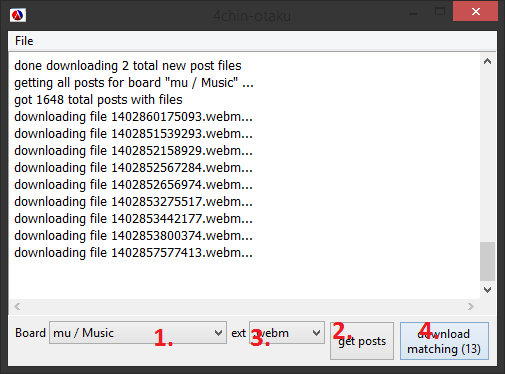 4chin-otaku
File
done downloading 2 total new post files
getting all posts for board "mu / Music" ...
got 1648 total posts with files
downloading file 1402860175093.webm...
downloading file 1402851539293.webm...
downloading file 1402852158929.webm...
downloading file 1402852567284.webm...
downloading file 1402852656974.webm...
downloading file 1402853275517.webm...
downloading file 1402853442177.webm...
downloading file 1402853800374.webm...
downloading file 1402857577413.webm...
Board mu / Music 1. ext 3. webm 2. get posts 4. download
matching (13)